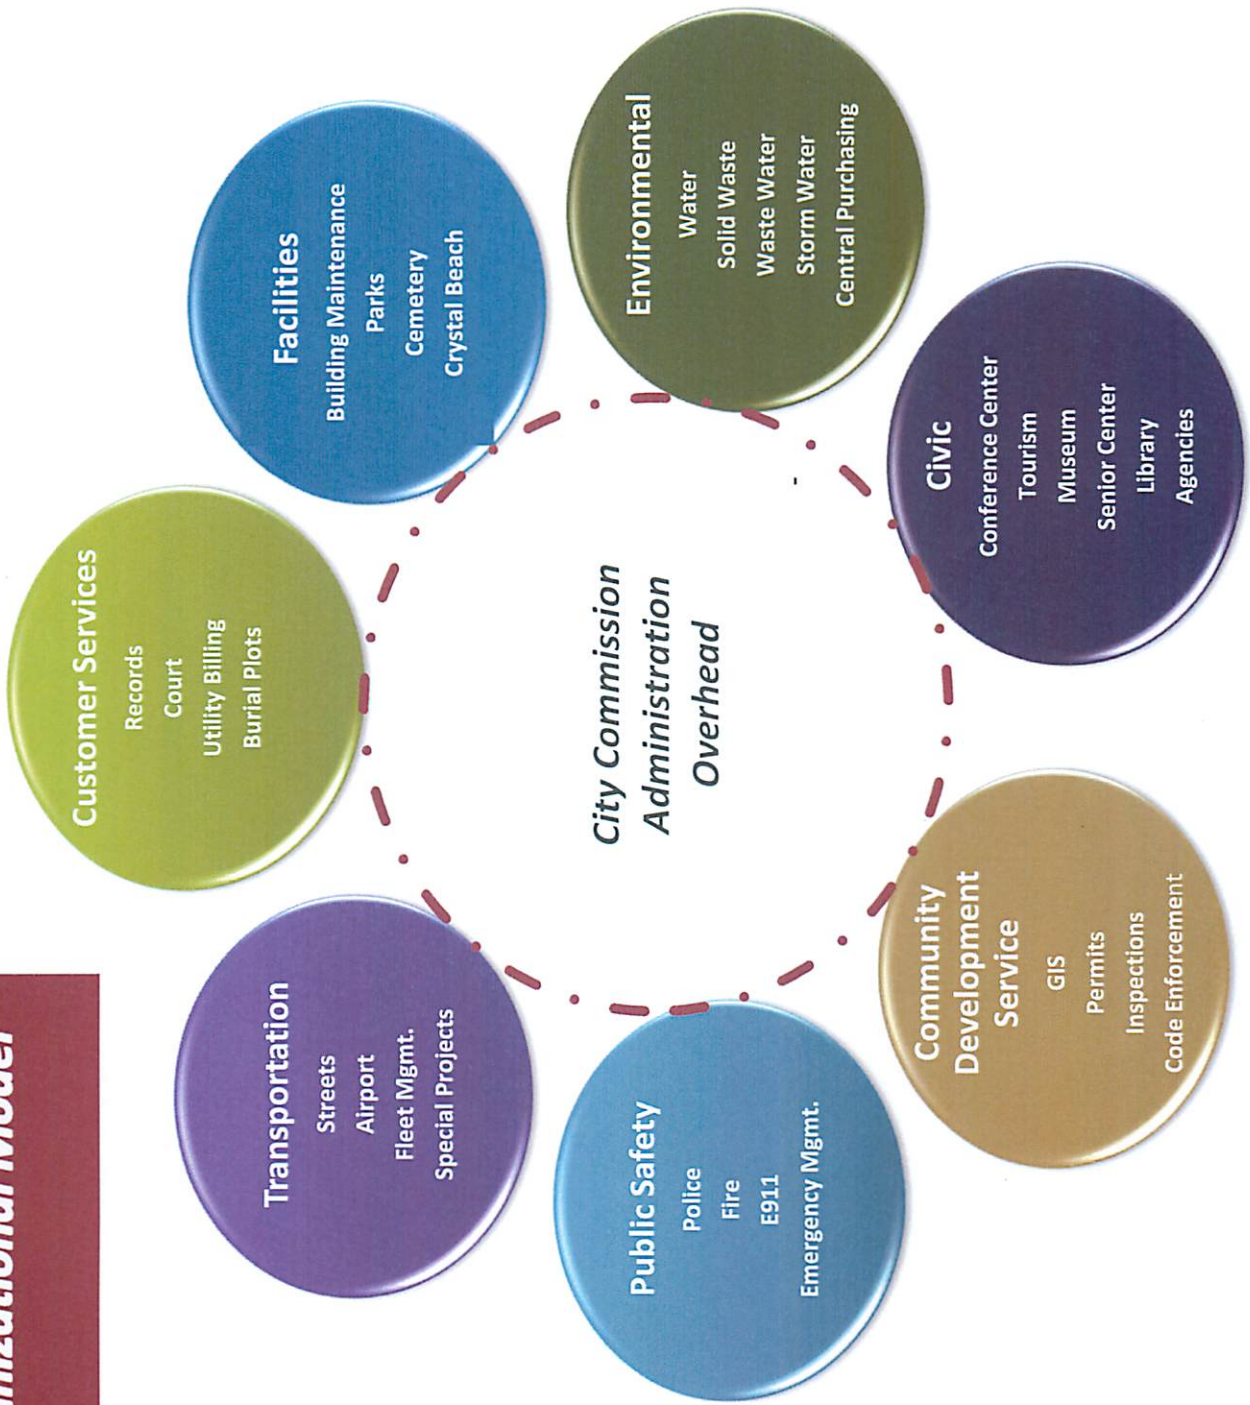 nizational Model
Customer Services
Records
Court
Utility Billing
Burial Plots
Transportation
Streets
Airport
Fleet Mgmt.
Special Projects
Facilities
Building Maintenance
Parks
Cemetery
Crystal Beach
Public Safety
Police
Fire
E911
Emergency Mgmt.
City Commission
Administration
Overhead
Environmental
Water
Solid Waste
Waste Water
Storm Water
Central Purchasing
Community
Development
Service
GIS
Permits
Inspections
Code Enforcement
Civic
Conference Center
Tourism
Museum
Senior Center
Library
Agencies